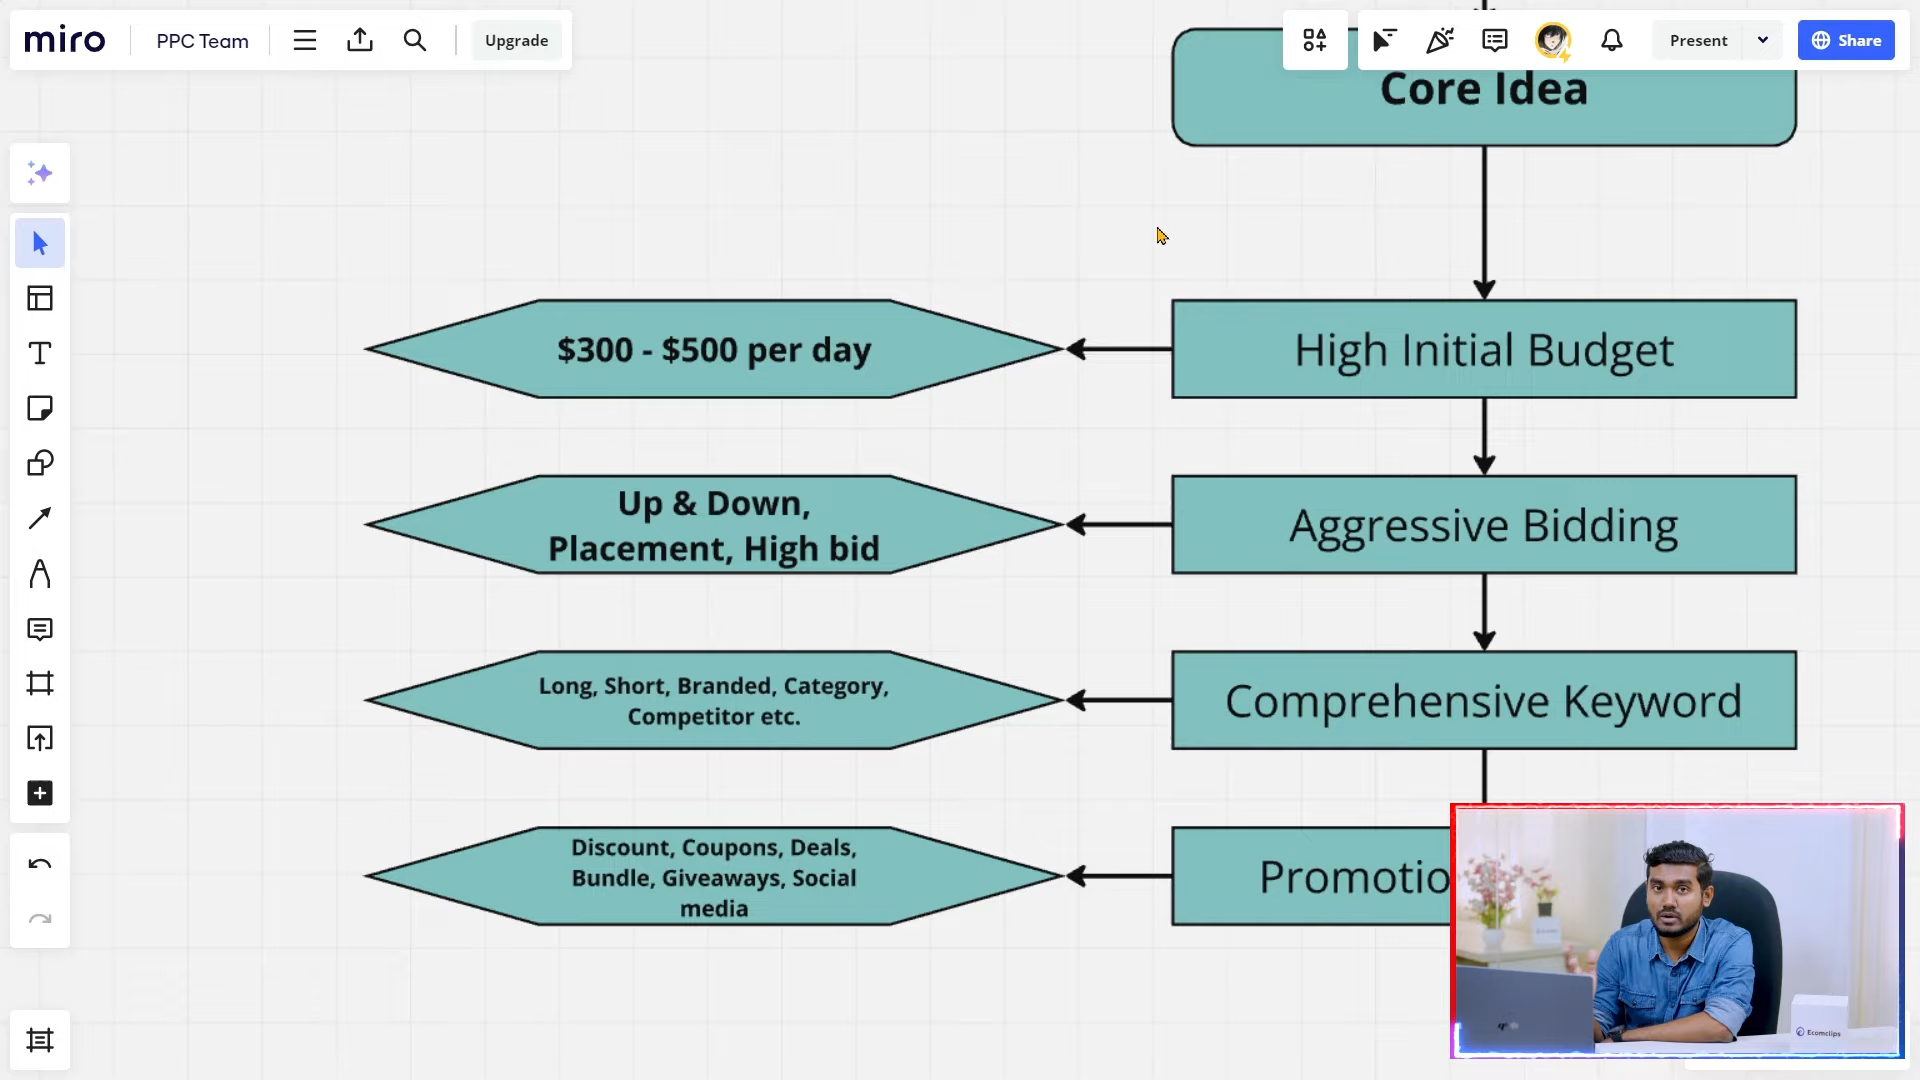 miro
PPC Team
Upgrade
Present
Share
Core Idea
$300 - $500 per day
High Initial Budget
Up & Down,
Placement, High bid
Aggressive Bidding
Long, Short, Branded, Category,
Competitor etc.
Comprehensive Keyword
Discount, Coupons, Deals,
Bundle, Giveaways, Social
media
Promotio
Ecomclips